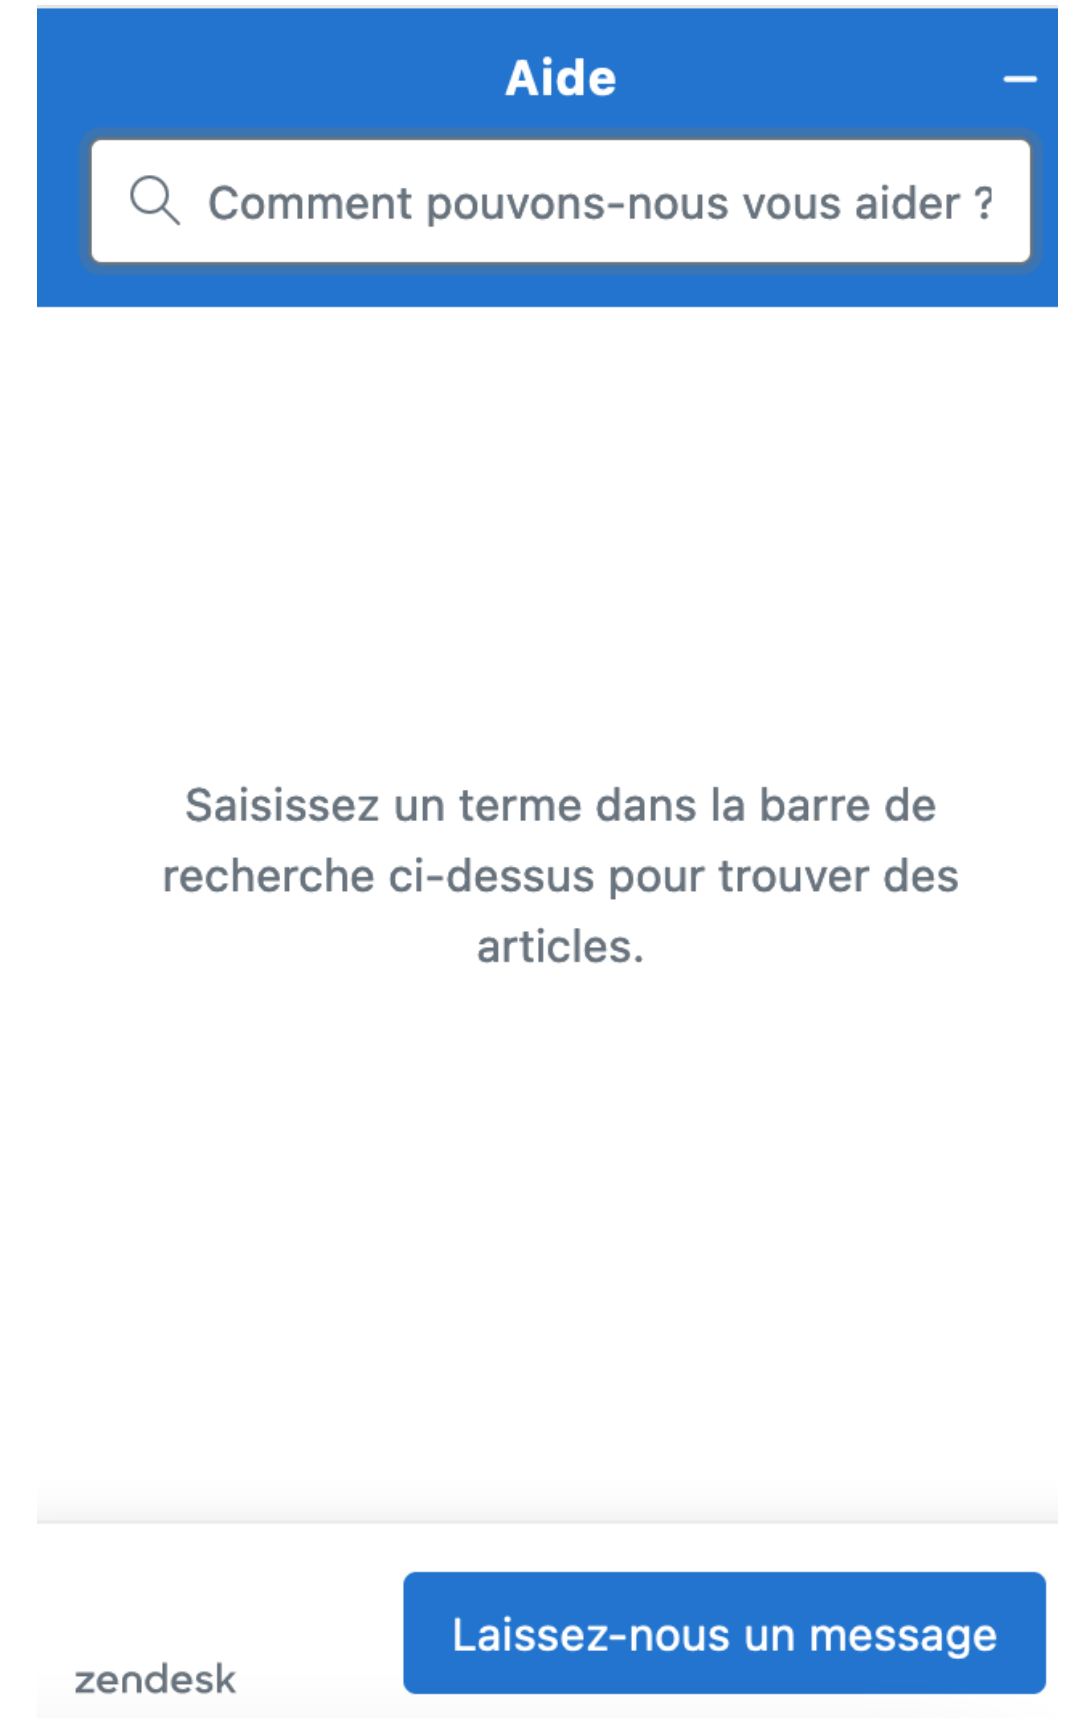 Aide
Comment pouvons-nous vous aider ?
Saisissez un terme dans la barre de
recherche ci-dessus pour trouver des
articles.
Laissez-nous un message
zendesk